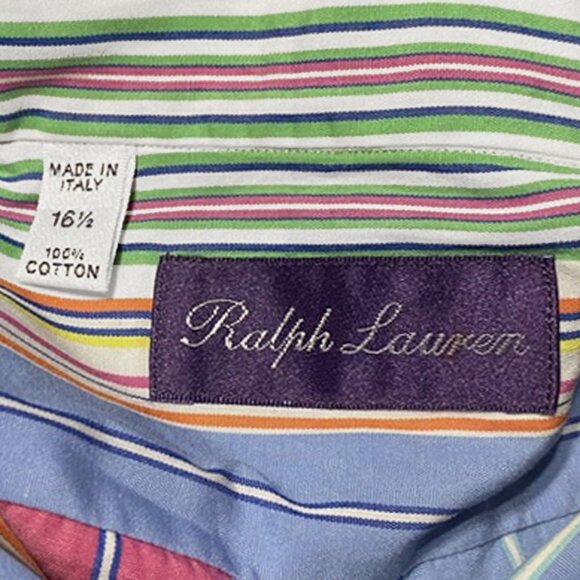 MADE IN
ITALY
16½
100%
COTTON
Ralph Lauren